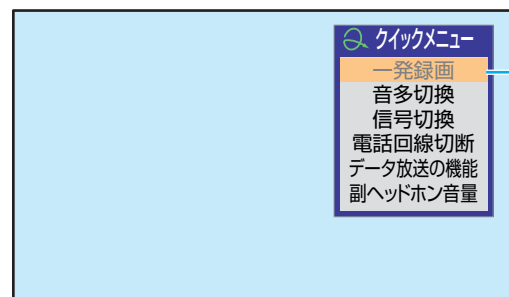 クイックメニュー
一発録画
音多切換
信号切換
電話回線切断
データ放送の機能
副ヘッドホン音量